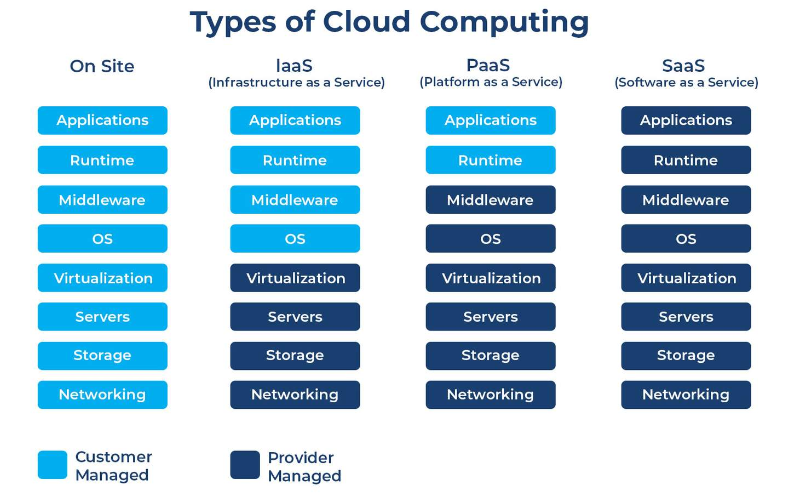 Types of Cloud Computing
On Site
IaaS
(Infrastructure as a Service)
PaaS
(Platform as a Service)
SaaS
(Software as a Service)
Applications Applications Applications Applications
Runtime Runtime Runtime Runtime
Middleware Middleware Middleware Middleware
OS OS OS OS
Virtualization Virtualization Virtualization Virtualization
Servers Servers Servers Servers
Storage Storage Storage Storage
Networking Networking Networking Networking
Customer
Managed
Provider
Managed